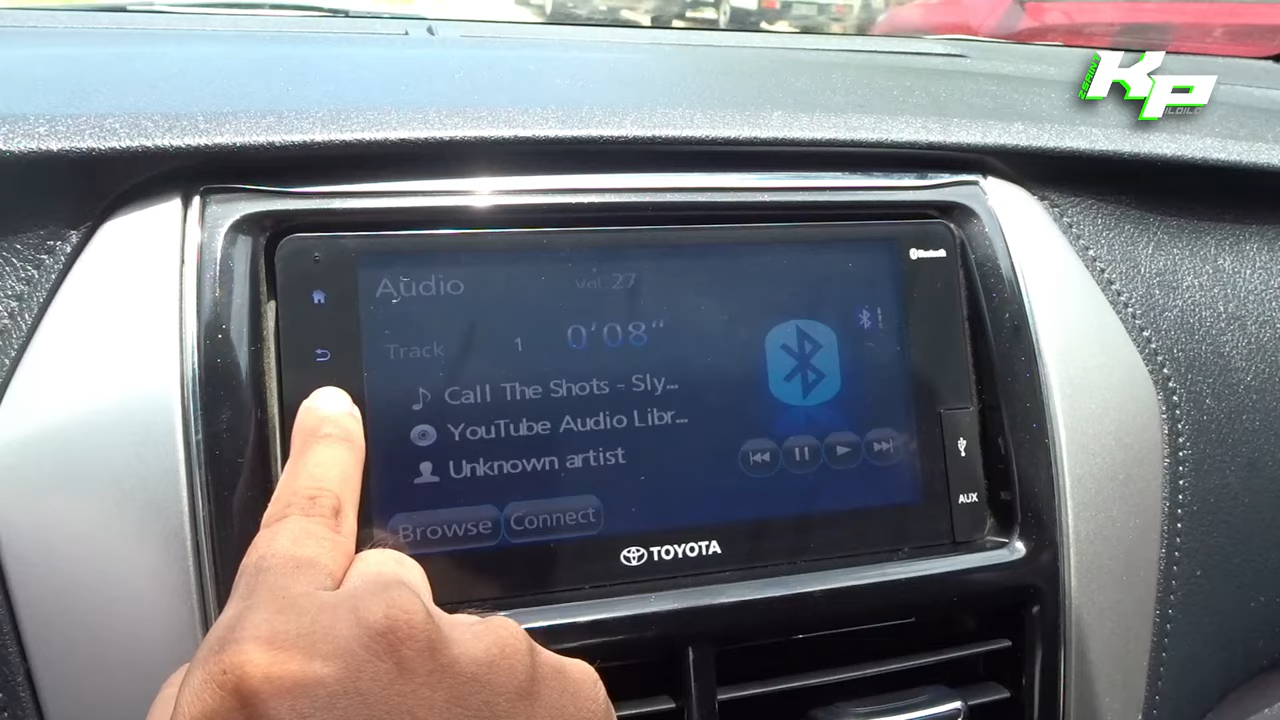 KP
Bluetooth
Audio
Vol. 27
Track 1 0'08"
Call The Shots - Sly...
YouTube Audio Libr...
Unknown artist
Browse
Connect
AUX
TOYOTA